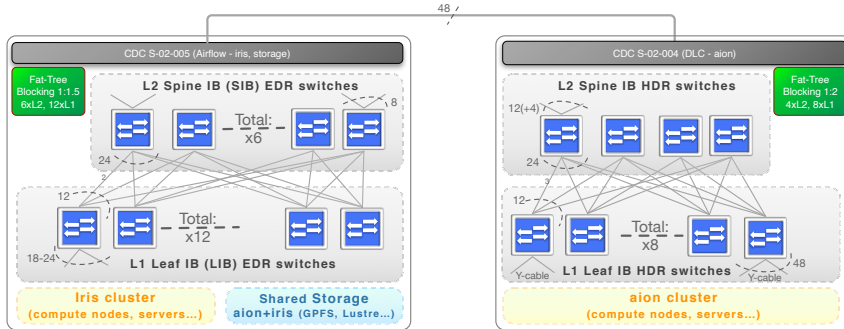 48
CDC S-02-005 (Airflow - iris, storage)
Fat-Tree
Blocking 1:1.5
6xL2, 12xL1
L2 Spine IB (SIB) EDR switches
8
Total:
x6
24
2
12
Total:
x12
18-24
L1 Leaf IB (LIB) EDR switches
Iris cluster
(compute nodes, servers...)
Shared Storage
aion+iris (GPFS, Lustre...)
CDC S-02-004 (DLC - aion)
L2 Spine IB HDR switches
Fat-Tree
Blocking 1:2
4xL2, 8xL1
12(+4)
24
3
12
Total:
x8
48
Y-cable
L1 Leaf IB HDR switches
Y-cable
aion cluster
(compute nodes, servers...)